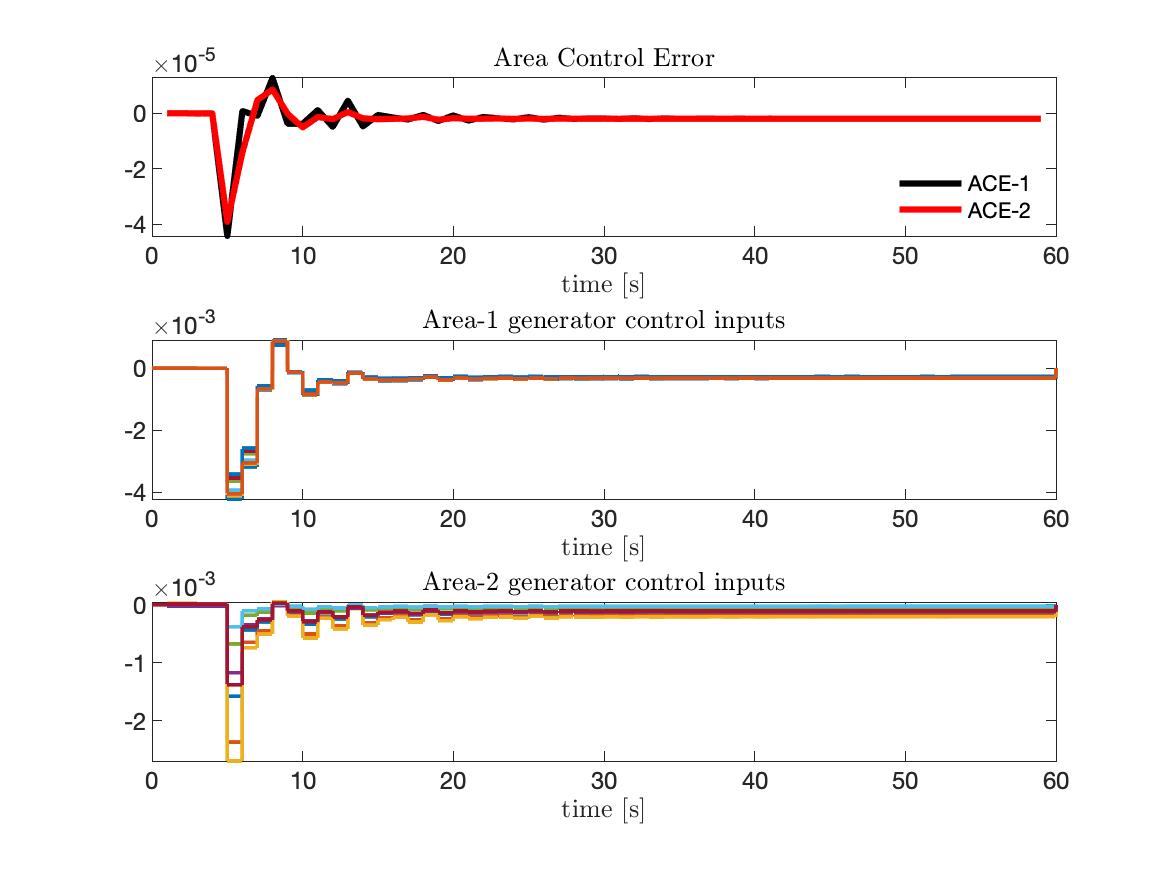 ×10-5
Area Control Error
0
-2
-4
0 10 20 30 40 50 60
time [s]
ACE-1
ACE-2
×10-3
Area-1 generator control inputs
0
-2
-4
0 10 20 30 40 50 60
time [s]
×10-3
Area-2 generator control inputs
0
-1
-2
0 10 20 30 40 50 60
time [s]